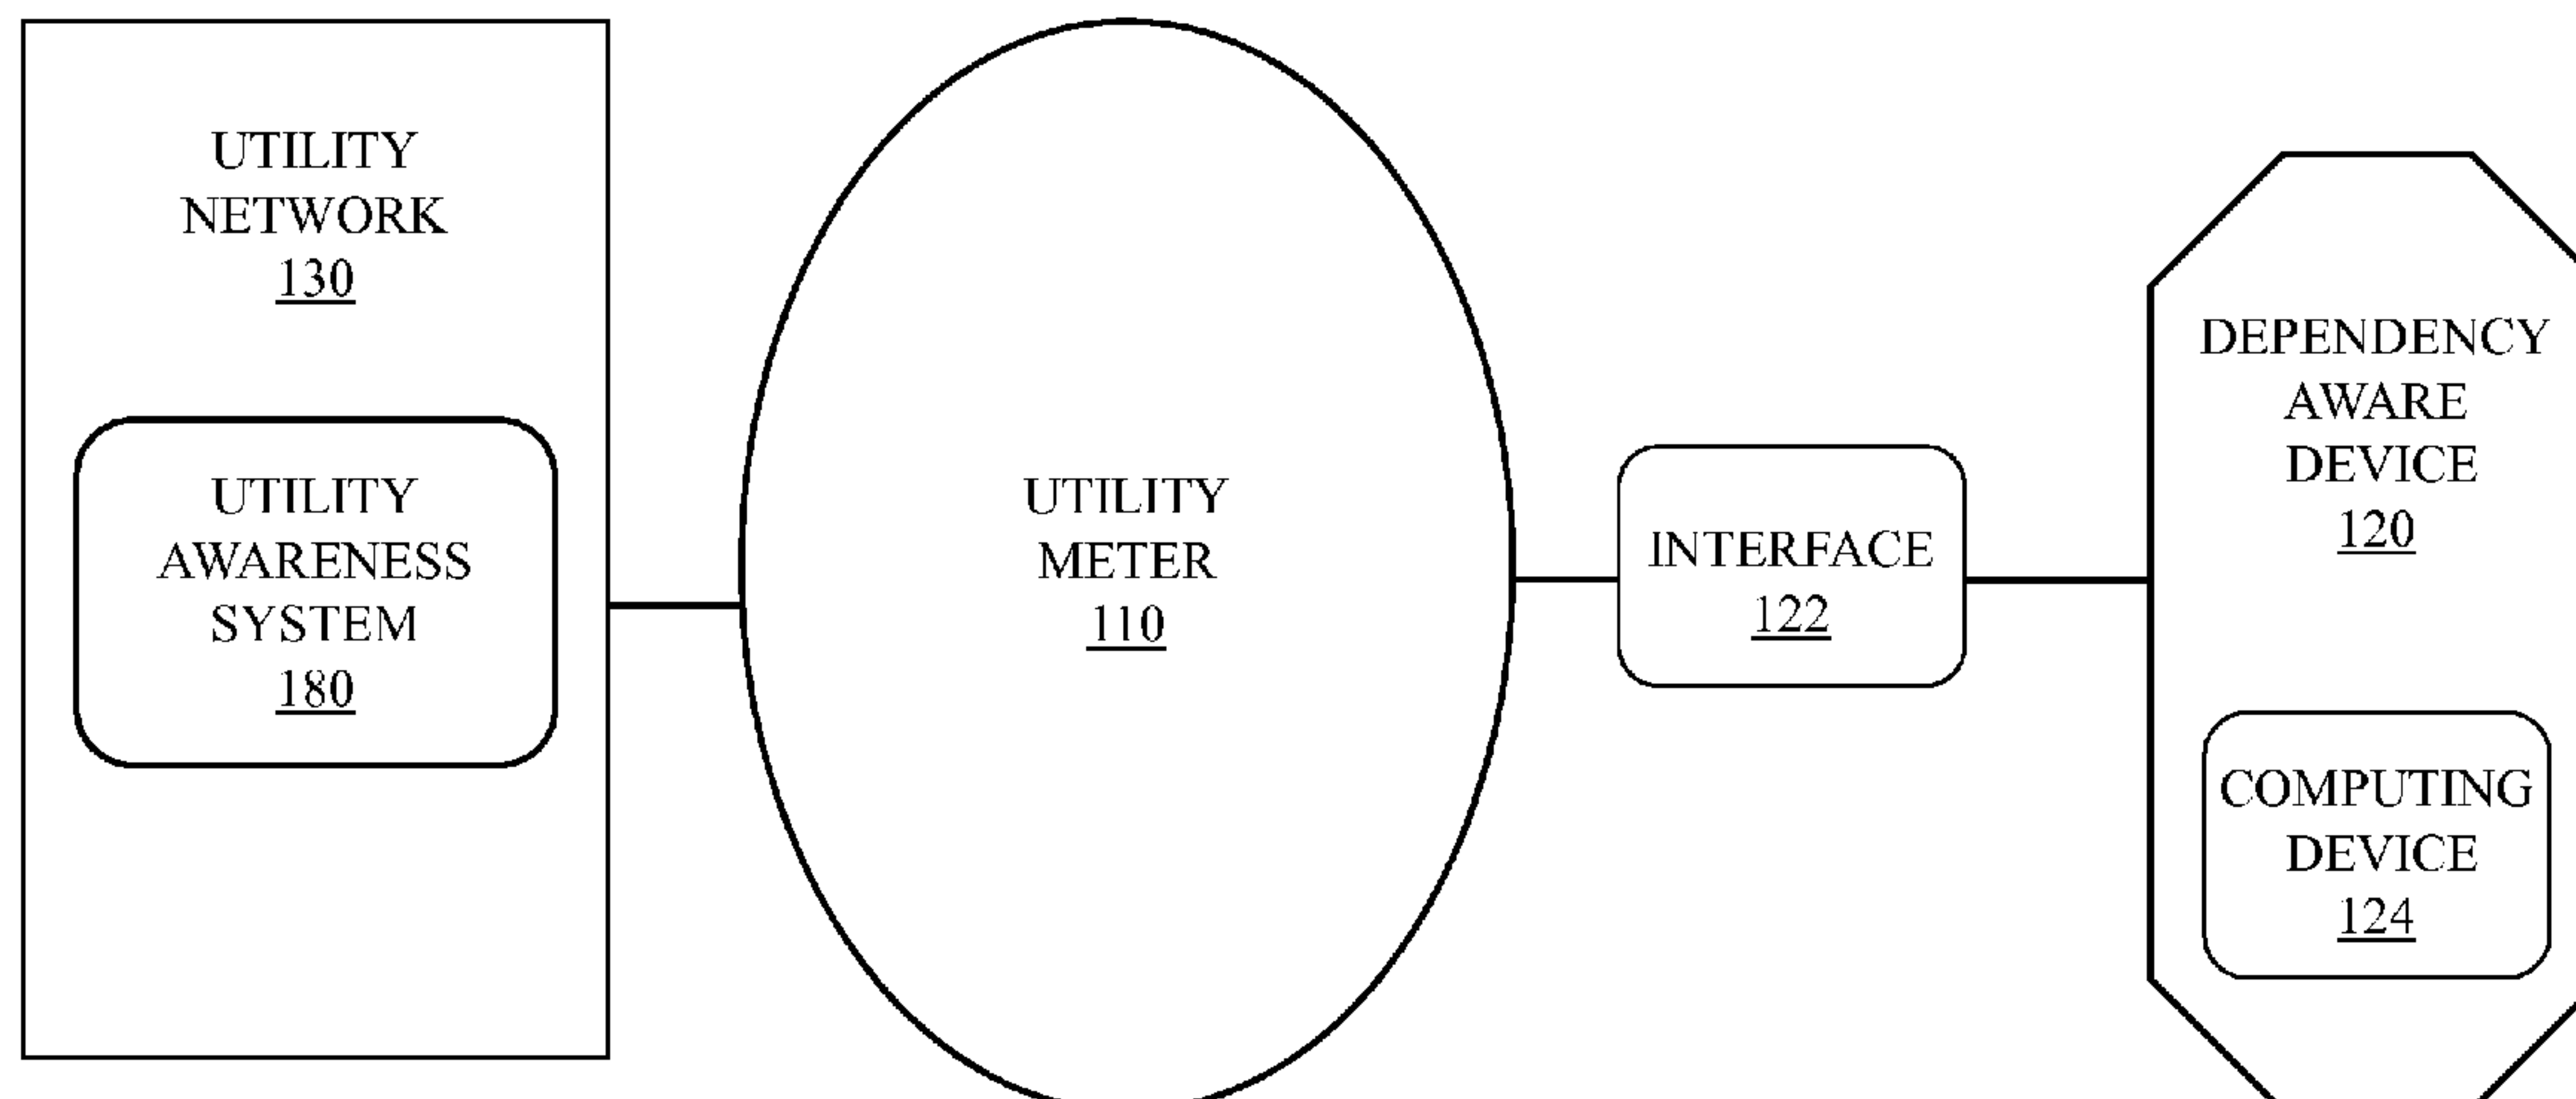 UTILITY
NETWORK
130
UTILITY
AWARENESS
SYSTEM
180
UTILITY
METER
110
INTERFACE
122
DEPENDENCY
AWARE
DEVICE
120
COMPUTING
DEVICE
124